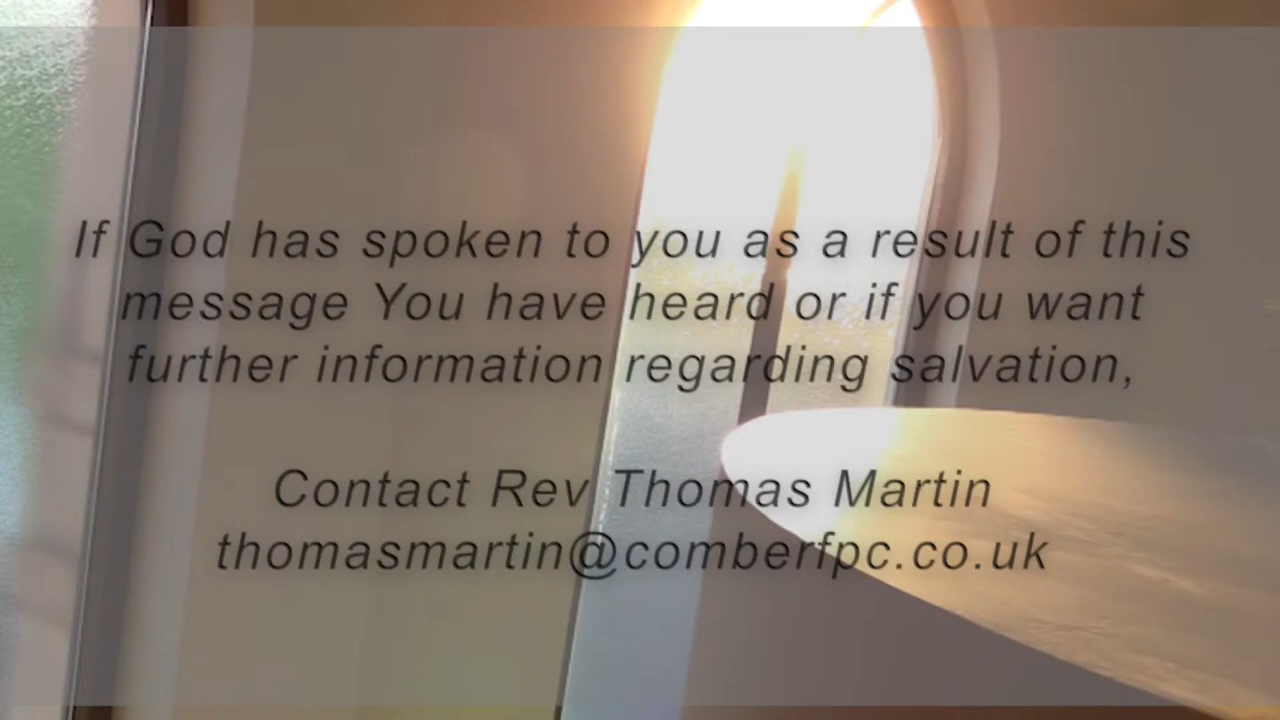 If God has spoken to you as a result of this
message You have heard or if you want
further information regarding salvation,
Contact Rev Thomas Martin
thomasmartin@comberfpc.co.uk